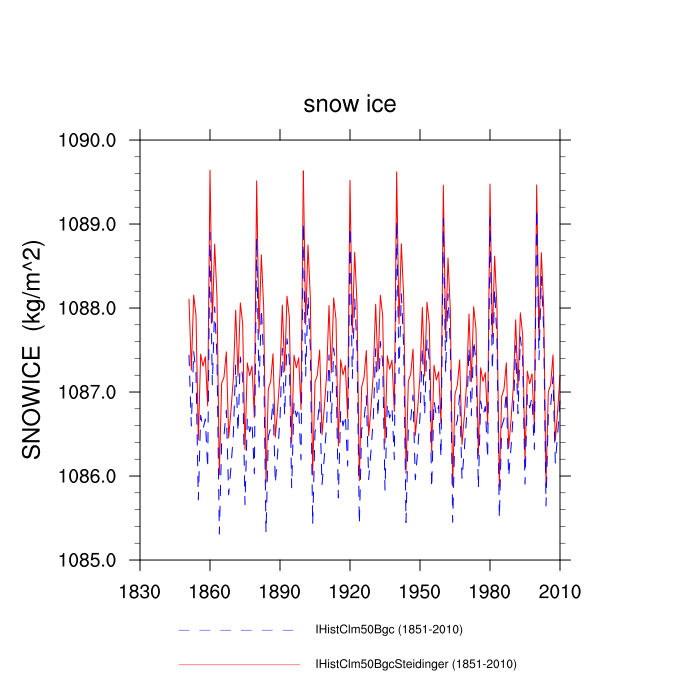 snow ice
1090.0
1089.0
1088.0
1087.0
1086.0
1085.0
SNOWICE (kg/m^2)
1830 1860 1890 1920 1950 1980 2010
IHistClm50Bgc (1851-2010)
IHistClm50BgcSteidinger (1851-2010)